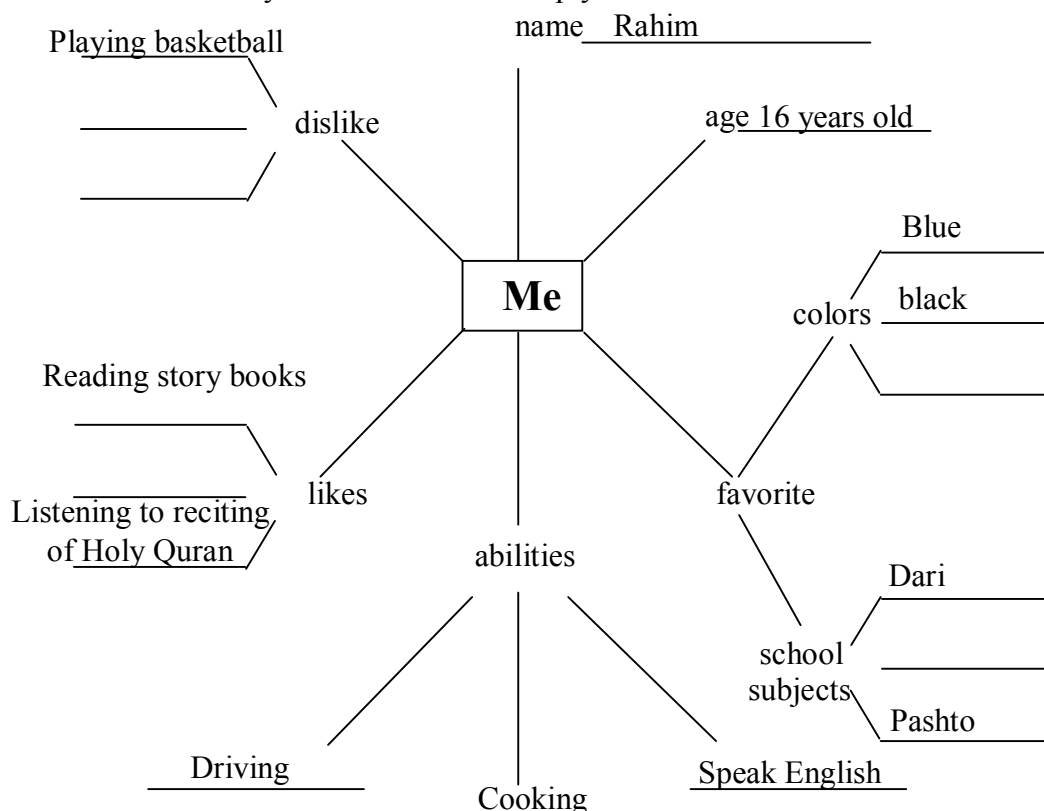 name Rahim
Playing basketball
dislike
age 16 years old
Me
Blue
colors
black
Reading story books
likes
favorite
Listening to reciting
of Holy Quran
abilities
Dari
school
subjects
Pashto
Driving
Cooking
Speak English